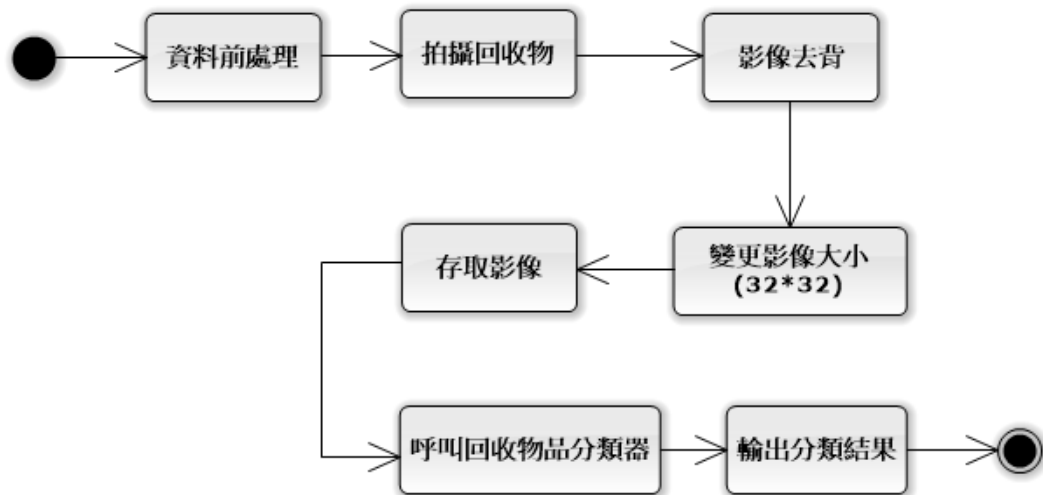 資料前處理
拍攝回收物
影像去背
變更影像大小
(32*32)
存取影像
呼叫回收物品分類器
輸出分類結果